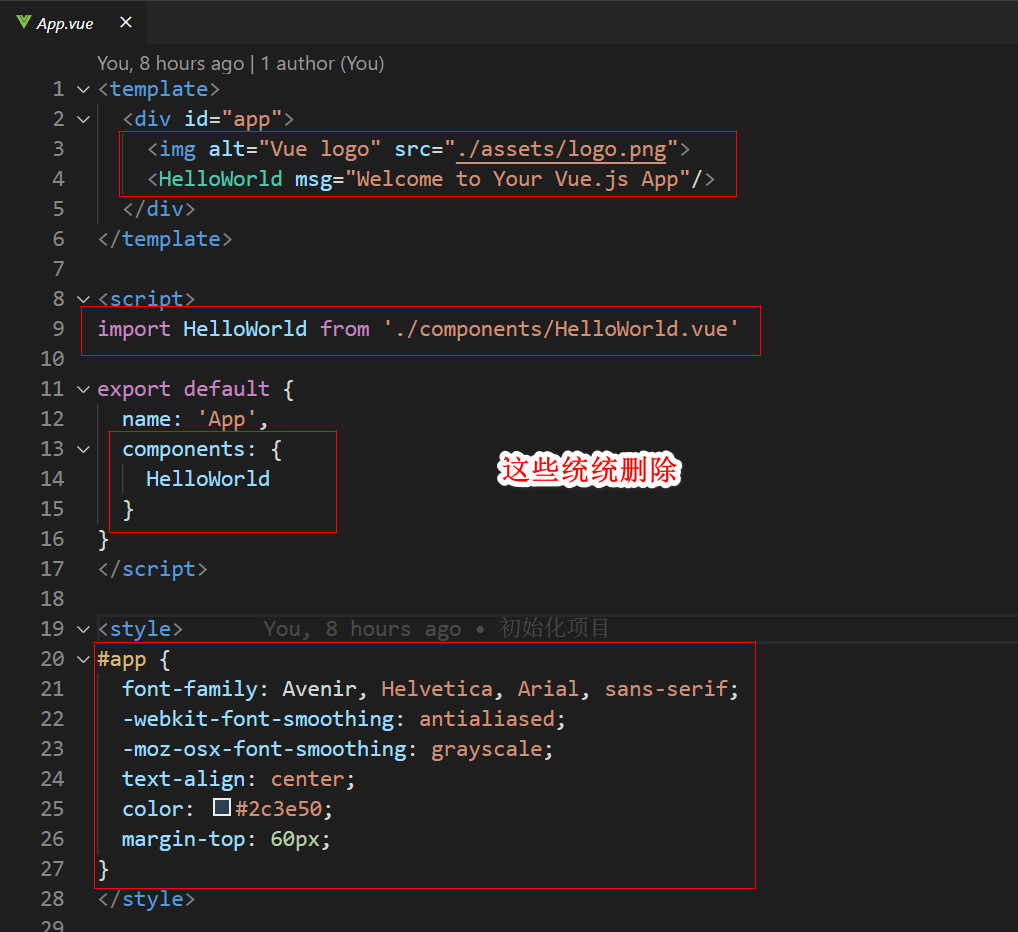 App.vue
You, 8 hours ago | 1 author (You)
1 <template>
2 <div id="app">
3 <img alt="Vue logo" src="./assets/logo.png">
4 <HelloWorld msg="Welcome to Your Vue.js App"/>
5 </div>
6 </template>
7
8 <script>
9 import HelloWorld from './components/HelloWorld.vue'
10
11 export default {
12 name: 'App',
13 components: {
14 HelloWorld
这些统统删除
15 }
16 }
17 </script>
18
19 <style> You, 8 hours ago • 初始化项目
20 #app {
21 font-family: Avenir, Helvetica, Arial, sans-serif;
22 -webkit-font-smoothing: antialiased;
23 -moz-osx-font-smoothing: grayscale;
24 text-align: center;
25 color: #2c3e50;
26 margin-top: 60px;
27 }
28 </style>
29